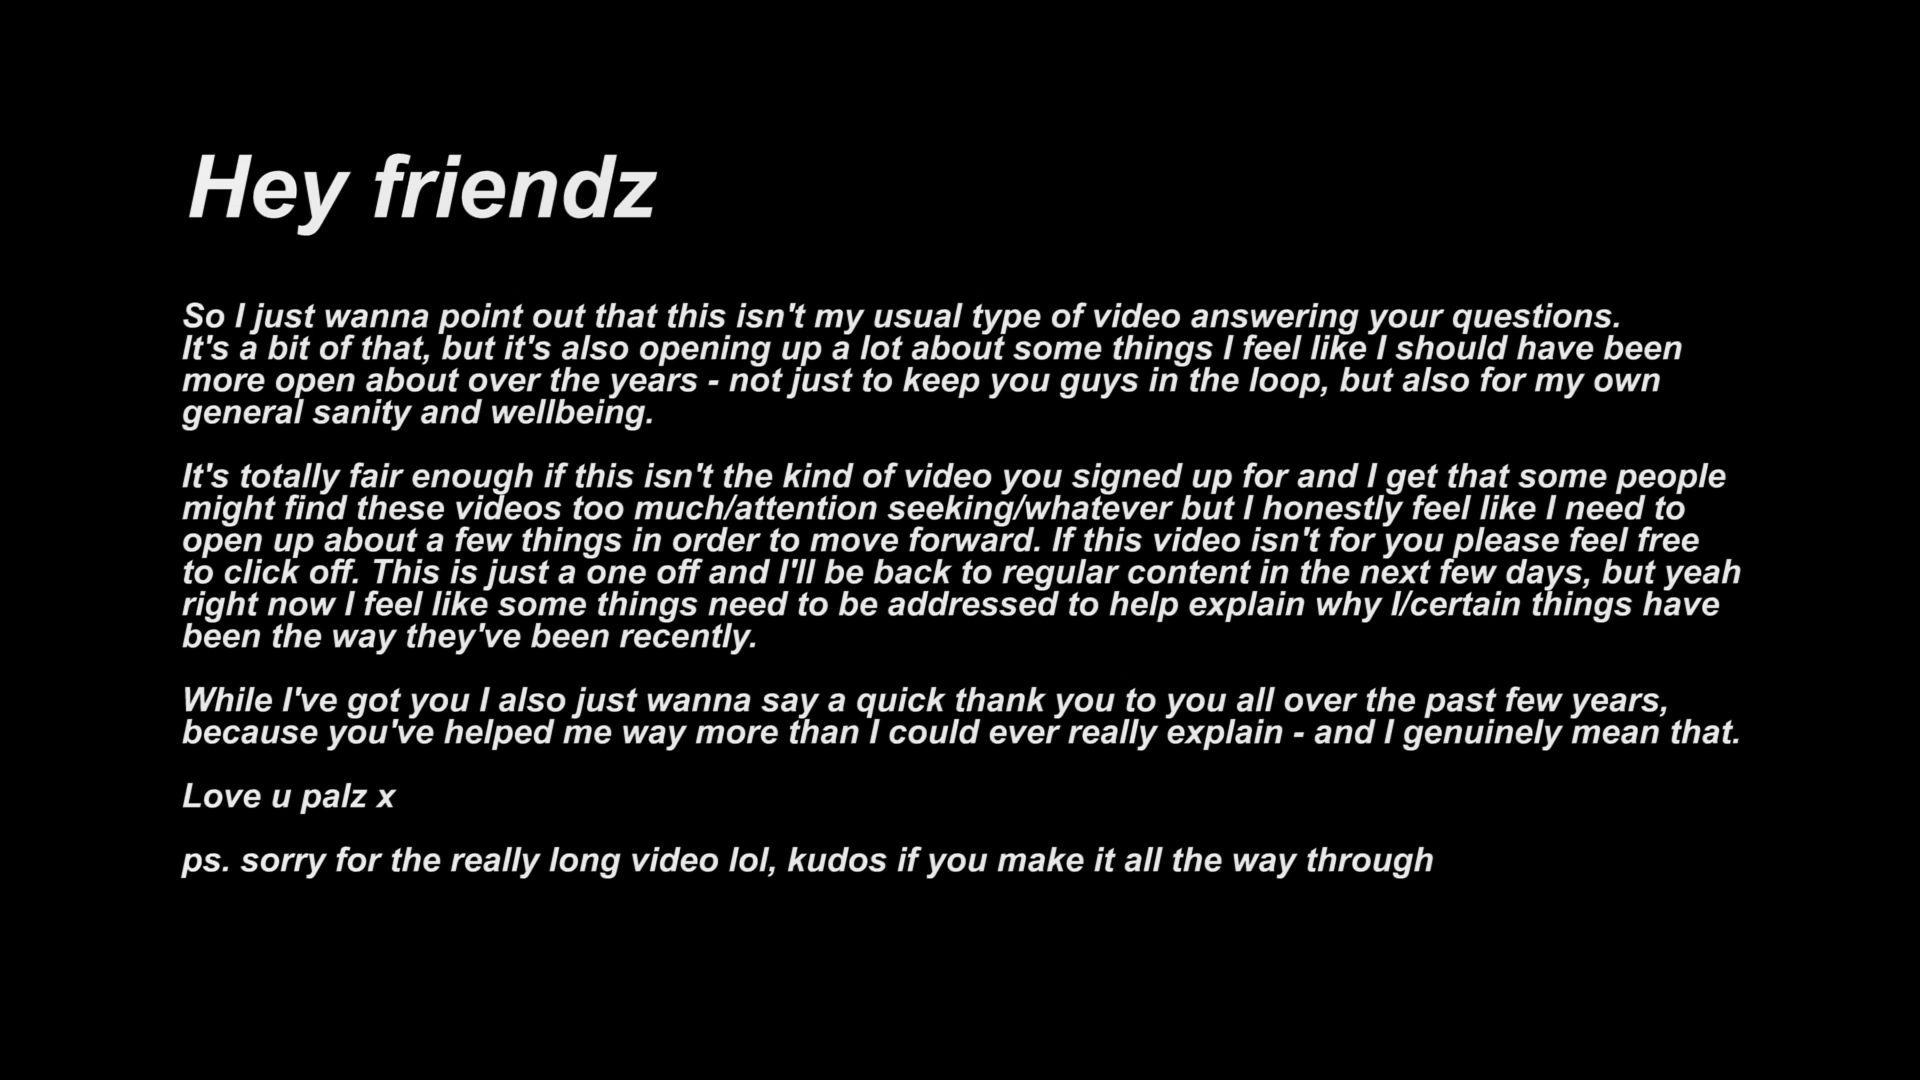 Hey friendz
So I just wanna point out that this isn't my usual type of video answering your questions.
It's a bit of that, but it's also opening up a lot about some things I feel like I should have been
more open about over the years - not just to keep you guys in the loop, but also for my own
general sanity and wellbeing.
It's totally fair enough if this isn't the kind of video you signed up for and I get that some people
might find these videos too much/attention seeking/whatever but I honestly feel like I need to
open up about a few things in order to move forward. If this video isn't for you please feel free
to click off. This is just a one off and I'll be back to regular content in the next few days, but yeah
right now I feel like some things need to be addressed to help explain why I/certain things have
been the way they've been recently.
While I've got you I also just wanna say a quick thank you to you all over the past few years,
because you've helped me way more than I could ever really explain - and I genuinely mean that.
Love u palz x
ps. sorry for the really long video lol, kudos if you make it all the way through